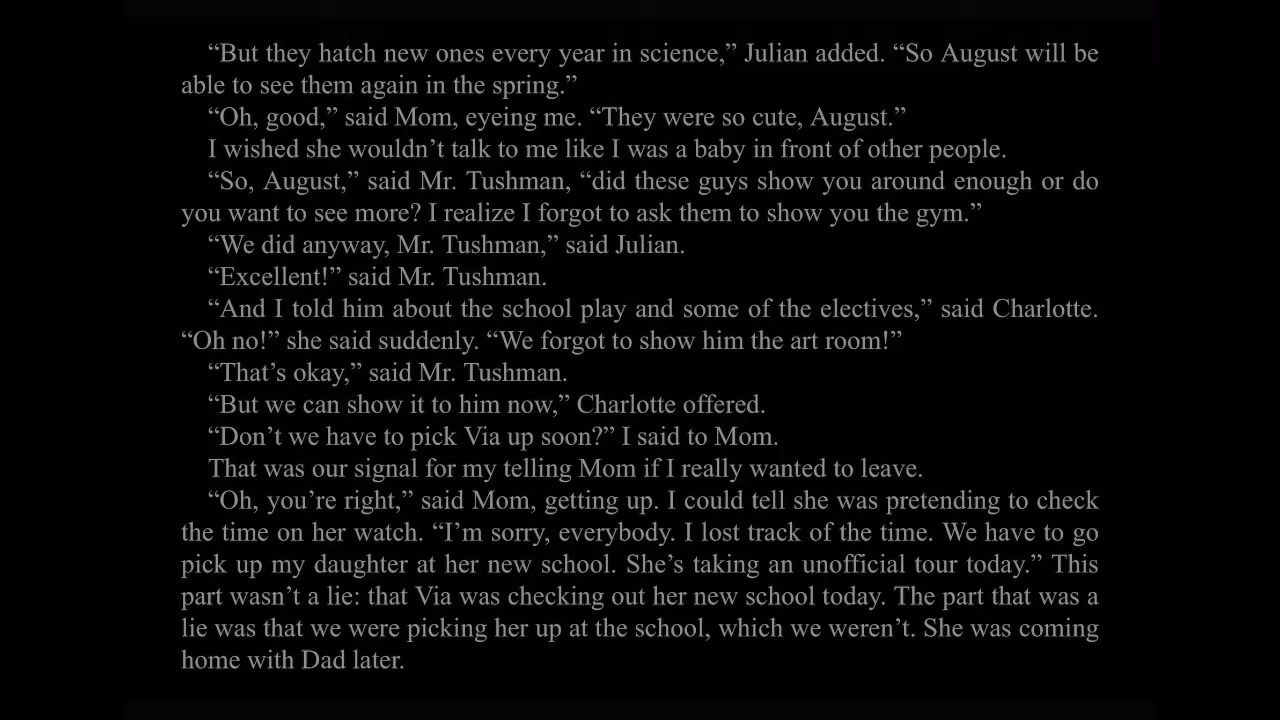 “But they hatch new ones every year in science,” Julian added. “So August will be
able to see them again in the spring.”
“Oh, good,” said Mom, eyeing me. “They were so cute, August.”
I wished she wouldn’t talk to me like I was a baby in front of other people.
“So, August,” said Mr. Tushman, “did these guys show you around enough or do
you want to see more? I realize I forgot to ask them to show you the gym.”
“We did anyway, Mr. Tushman,” said Julian.
“Excellent!” said Mr. Tushman.
“And I told him about the school play and some of the electives,” said Charlotte.
“Oh no!” she said suddenly. “We forgot to show him the art room!”
“That’s okay,” said Mr. Tushman.
“But we can show it to him now,” Charlotte offered.
“Don’t we have to pick Via up soon?” I said to Mom.
That was our signal for my telling Mom if I really wanted to leave.
“Oh, you’re right,” said Mom, getting up. I could tell she was pretending to check
the time on her watch. “I’m sorry, everybody. I lost track of the time. We have to go
pick up my daughter at her new school. She’s taking an unofficial tour today.” This
part wasn’t a lie: that Via was checking out her new school today. The part that was a
lie was that we were picking her up at the school, which we weren’t. She was coming
home with Dad later.